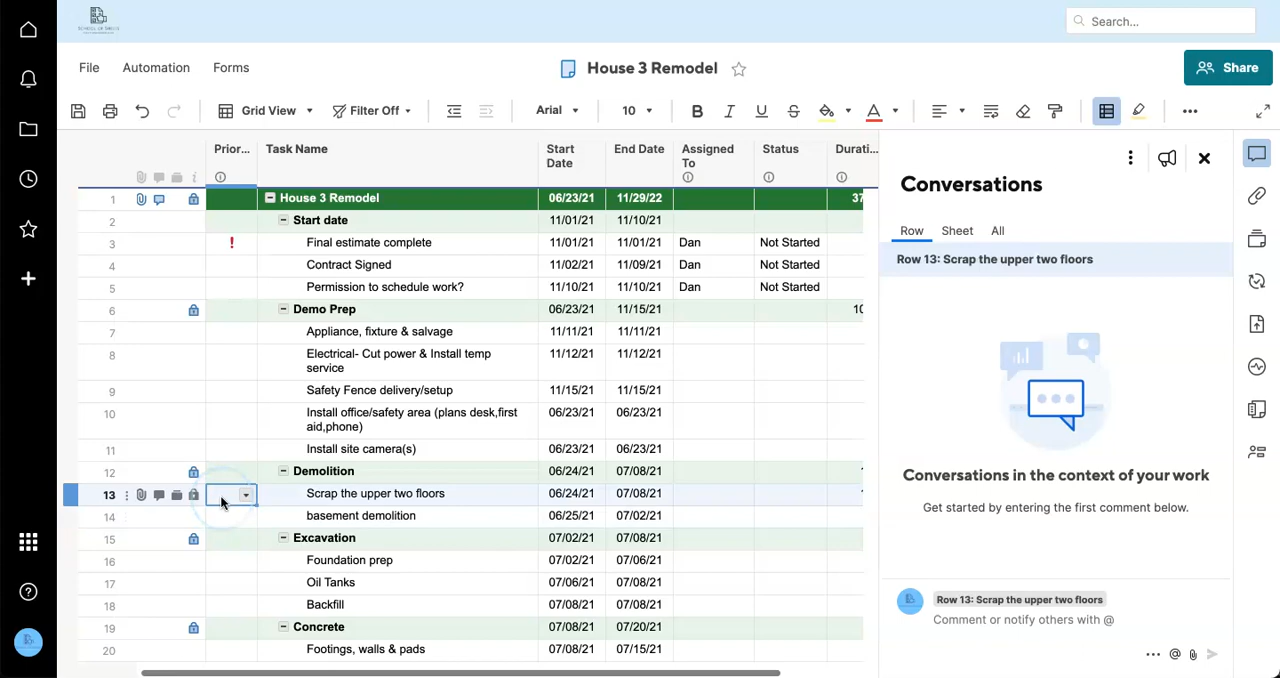 SCHOOL OF SHEETS
Search...
File
Automation
Forms
House 3 Remodel
Share
Grid View
Filter Off
Arial
10
B
I
U
S
A
Prior...
Task Name
Start Date
End Date
Assigned To
Status
Durati...
1 House 3 Remodel 06/23/21 11/29/22 37
2 Start date 11/01/21 11/10/21
3 ! Final estimate complete 11/01/21 11/01/21 Dan Not Started
4 Contract Signed 11/02/21 11/09/21 Dan Not Started
5 Permission to schedule work? 11/10/21 11/10/21 Dan Not Started
6 Demo Prep 06/23/21 11/15/21 10
7 Appliance, fixture & salvage 11/11/21 11/11/21
8 Electrical- Cut power & Install temp 11/12/21 11/12/21
service
9 Safety Fence delivery/setup 11/15/21 11/15/21
10 Install office/safety area (plans desk,first 06/23/21 06/23/21
aid,phone)
11 Install site camera(s) 06/23/21 06/23/21
12 Demolition 06/24/21 07/08/21
13 Scrap the upper two floors 06/24/21 07/08/21
14 basement demolition 06/25/21 07/02/21
15 Excavation 07/02/21 07/08/21
16 Foundation prep 07/02/21 07/06/21
17 Oil Tanks 07/06/21 07/08/21
18 Backfill 07/08/21 07/08/21
19 Concrete 07/08/21 07/20/21
20 Footings, walls & pads 07/08/21 07/15/21
Conversations
Row
Sheet
All
Row 13: Scrap the upper two floors
Conversations in the context of your work
Get started by entering the first comment below.
Row 13: Scrap the upper two floors
Comment or notify others with @